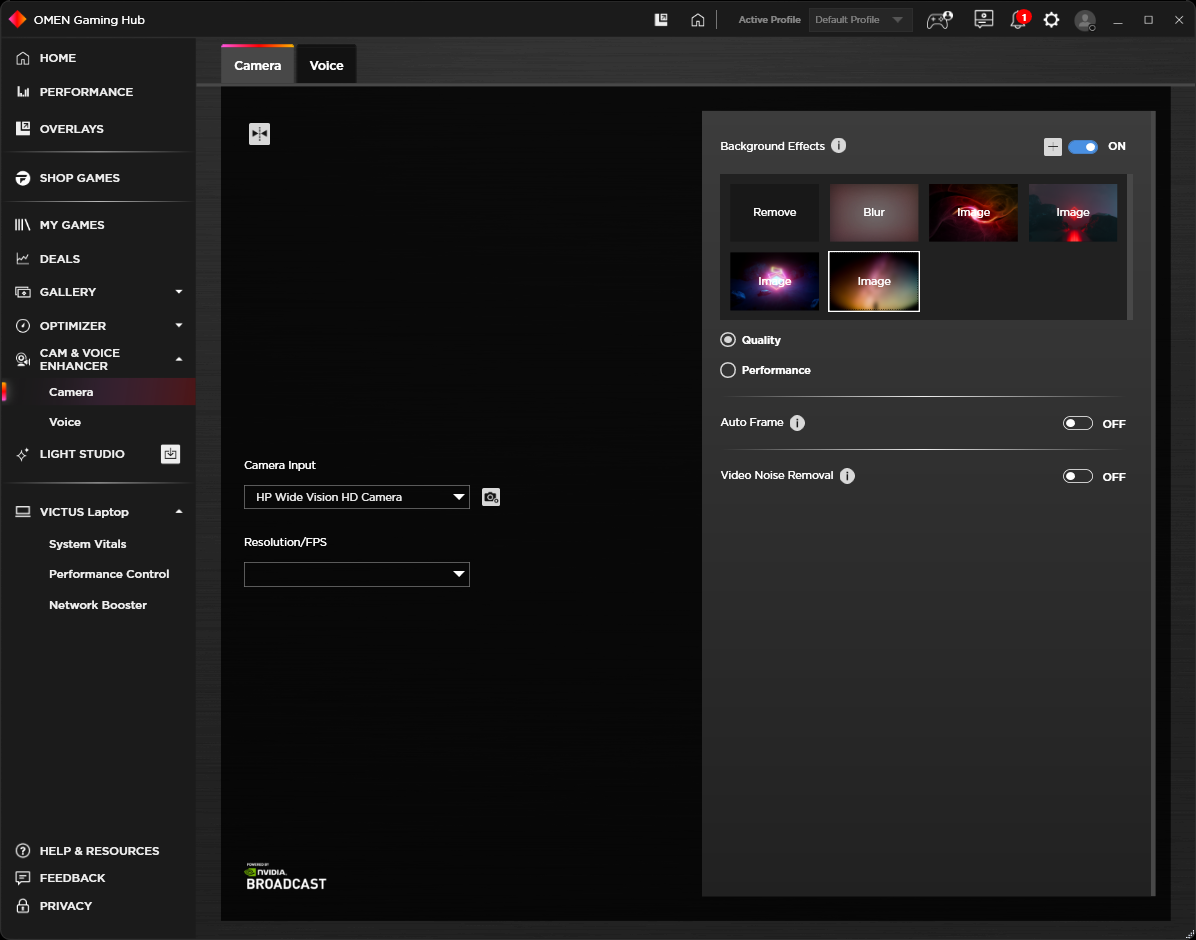 OMEN Gaming Hub
Active Profile
Default Profile
1
HOME
PERFORMANCE
OVERLAYS
SHOP GAMES
MY GAMES
DEALS
GALLERY
OPTIMIZER
CAM & VOICE
ENHANCER
Camera
Voice
LIGHT STUDIO
VICTUS Laptop
System Vitals
Performance Control
Network Booster
HELP & RESOURCES
FEEDBACK
PRIVACY
Camera
Voice
Camera Input
HP Wide Vision HD Camera
Resolution/FPS
POWERED BY
NVIDIA.
BROADCAST
Background Effects
ON
Remove
Blur
Image
Image
Image
Image
Quality
Performance
Auto Frame
OFF
Video Noise Removal
OFF